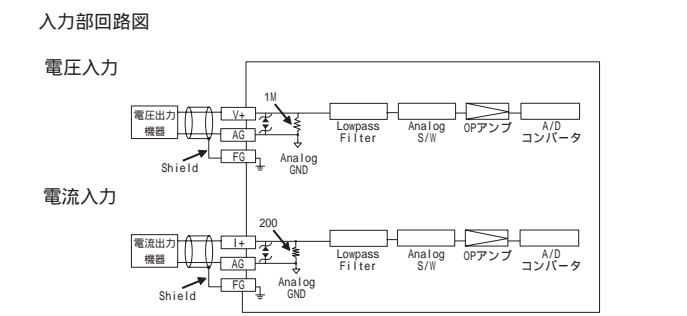 入力部回路図
電圧入力
1M
電圧出力
機器
V+
AG
FG
Shield
Analog
GND
Lowpass
Filter
Analog
S/W
OPアンプ
A/D
コンバータ
電流入力
200
電流出力
機器
I+
AG
FG
Shield
Analog
GND
Lowpass
Filter
Analog
S/W
OPアンプ
A/D
コンバータ